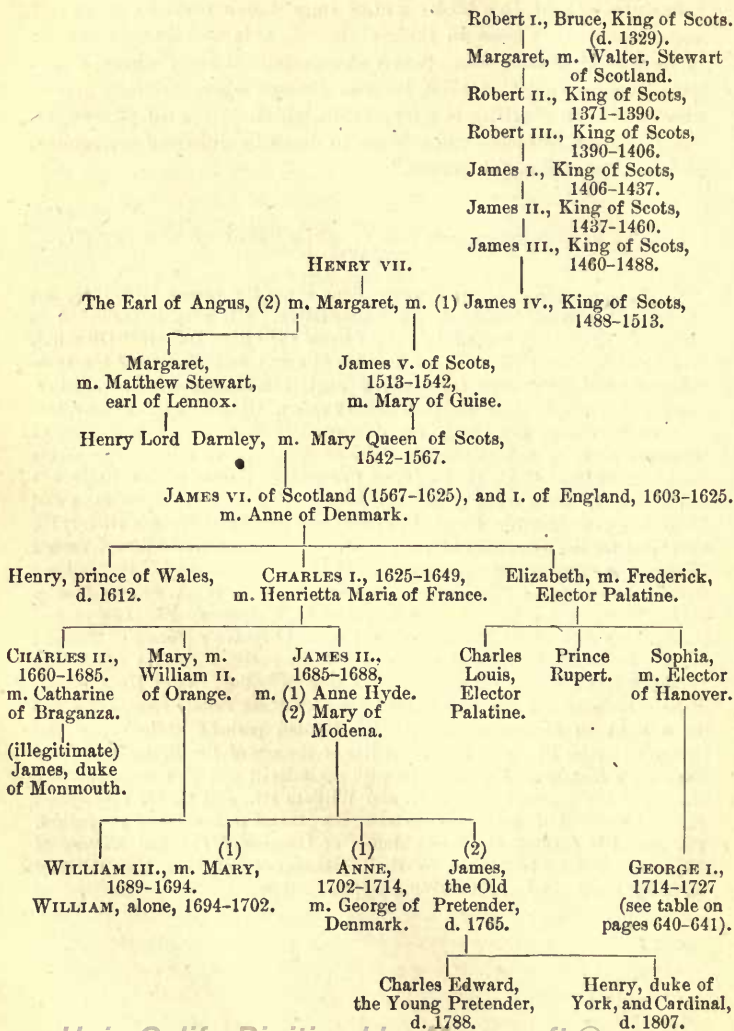 Robert I., Bruce, King of Scots.
(d. 1329).
Margaret, m. Walter, Stewart
of Scotland.
Robert II., King of Scots,
1371-1390.
Robert III., King of Scots,
1390-1406.
James I., King of Scots,
1406-1437.
James II., King of Scots,
1437-1460.
James III., King of Scots,
1460-1488.
HENRY VII.
The Earl of Angus, (2) m. Margaret, m. (1) James IV., King of Scots,
1488-1513.
Margaret,
m. Matthew Stewart,
earl of Lennox.
James V. of Scots,
1513-1542,
m. Mary of Guise.
Henry Lord Darnley, m. Mary Queen of Scots,
1542-1567.
JAMES VI. of Scotland (1567-1625), and I. of England, 1603-1625.
m. Anne of Denmark.
Henry, prince of Wales,
d. 1612.
CHARLES I., 1625-1649,
m. Henrietta Maria of France.
Elizabeth, m. Frederick,
Elector Palatine.
CHARLES II.,
1660-1685.
m. Catharine
of Braganza.
(illegitimate)
James, duke
of Monmouth.
Mary, m.
William II.
of Orange.
JAMES II.,
1685-1688,
m. (1) Anne Hyde.
(2) Mary of
Modena.
Charles
Louis,
Elector
Palatine.
Prince
Rupert.
Sophia,
m. Elector
of Hanover.
(1)
WILLIAM III., m. MARY,
1689-1694.
WILLIAM, alone, 1694-1702.
(1)
ANNE,
1702-1714,
m. George of
Denmark.
(2)
James,
the Old
Pretender,
d. 1765.
GEORGE I.,
1714-1727
(see table on
pages 640-641).
Charles Edward,
the Young Pretender,
d. 1788.
Henry, duke of
York, and Cardinal,
d. 1807.